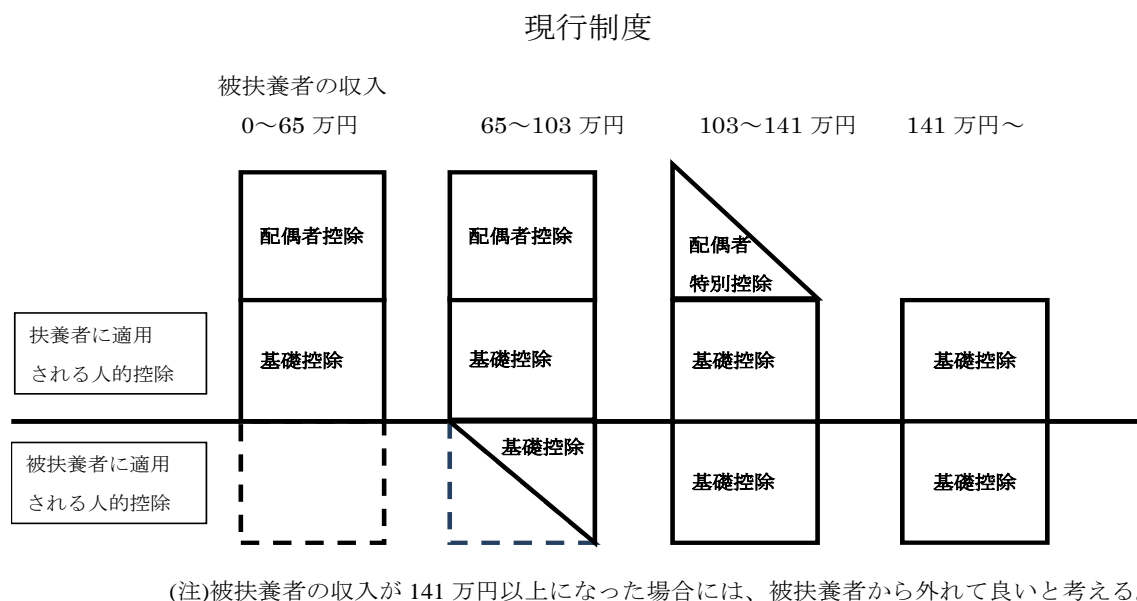 現行制度
被扶養者の収入
0～65 万円
65～103 万円
103～141 万円
141 万円～
配偶者控除
配偶者控除
配偶者
特別控除
扶養者に適用
される人的控除
基礎控除
基礎控除
基礎控除
基礎控除
被扶養者に適用
される人的控除
基礎控除
基礎控除
基礎控除
(注)被扶養者の収入が 141 万円以上になった場合には、被扶養者から外れて良いと考える。